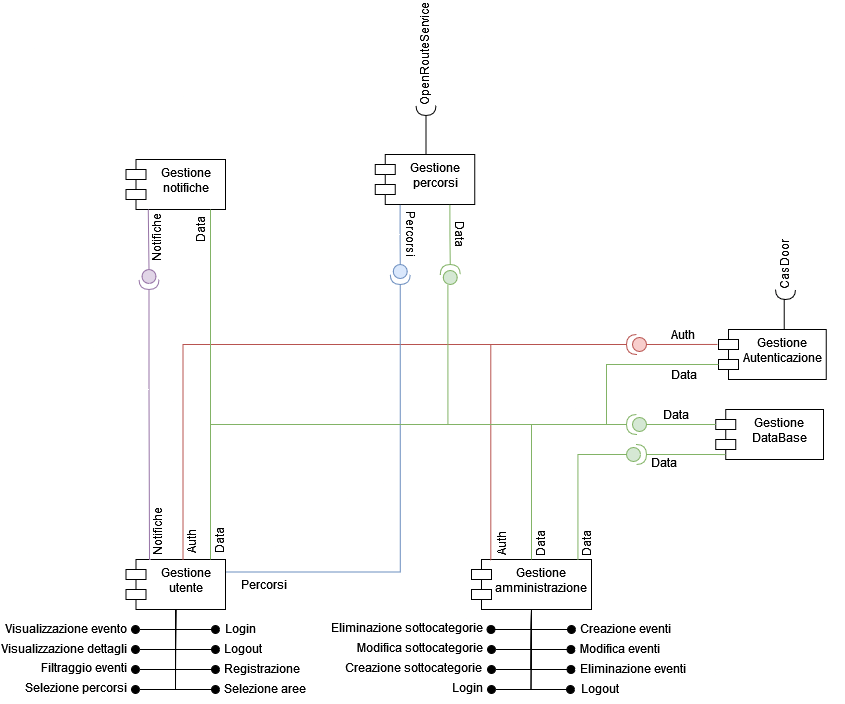 OpenRouteService
Gestione
notifiche
Gestione
percorsi
Notifiche
Data
Percorsi
Data
CasDoor
Auth
Gestione
Autenticazione
Data
Data
Gestione
DataBase
Data
Notifiche
Auth
Data
Auth
Data
Data
Gestione
utente
Percorsi
Gestione
amministrazione
Visualizzazione evento
Login
Visualizzazione dettagli
Logout
Filtraggio eventi
Registrazione
Selezione percorsi
Selezione aree
Eliminazione sottocategorie
Creazione eventi
Modifica sottocategorie
Modifica eventi
Creazione sottocategorie
Eliminazione eventi
Login
Logout